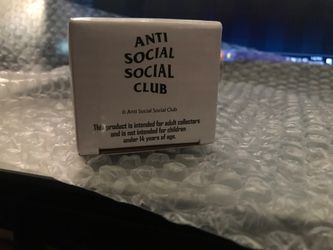 ANTI
SOCIAL
SOCIAL
CLUB
© Anti Social Social Club
This product is intended for adult collectors
and is not intended for children
under 14 years of age.